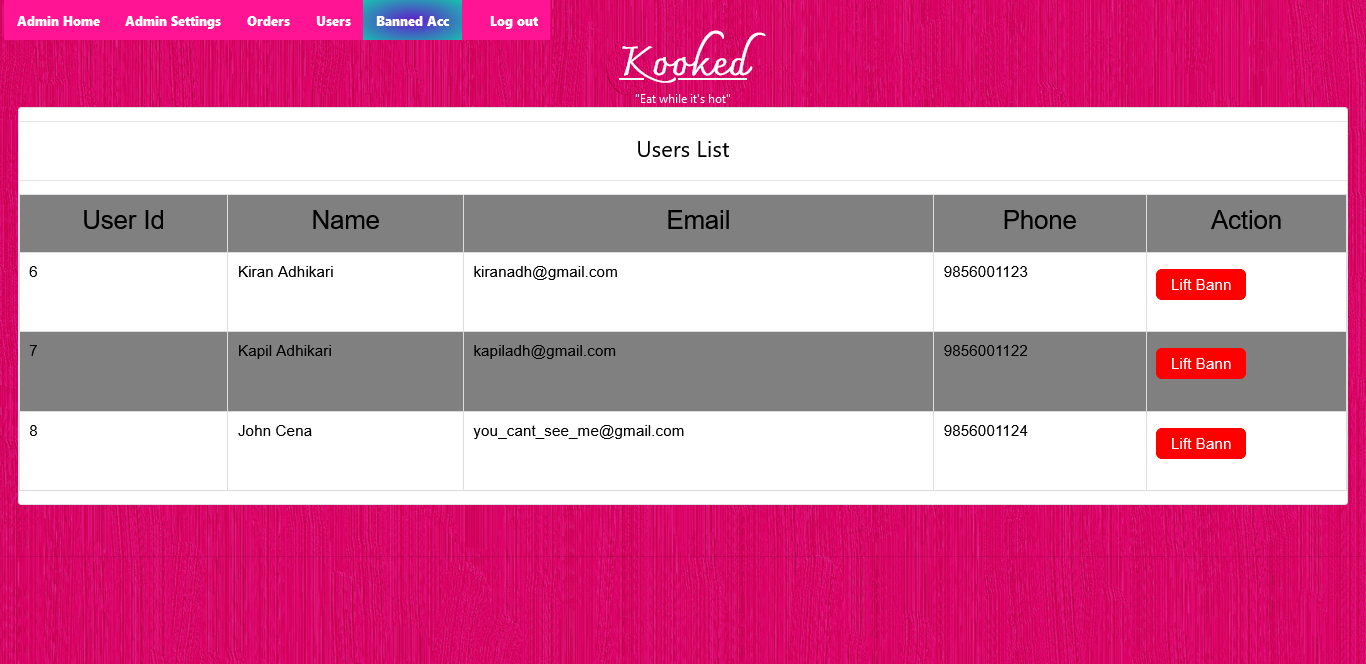 Admin Home Admin Settings Orders Users Banned Acc Log out
Kooked
"Eat while it's hot"
Users List
User Id Name Email Phone Action
6 Kiran Adhikari kiranadh@gmail.com 9856001123 Lift Bann
7 Kapil Adhikari kapiladh@gmail.com 9856001122 Lift Bann
8 John Cena you_cant_see_me@gmail.com 9856001124 Lift Bann